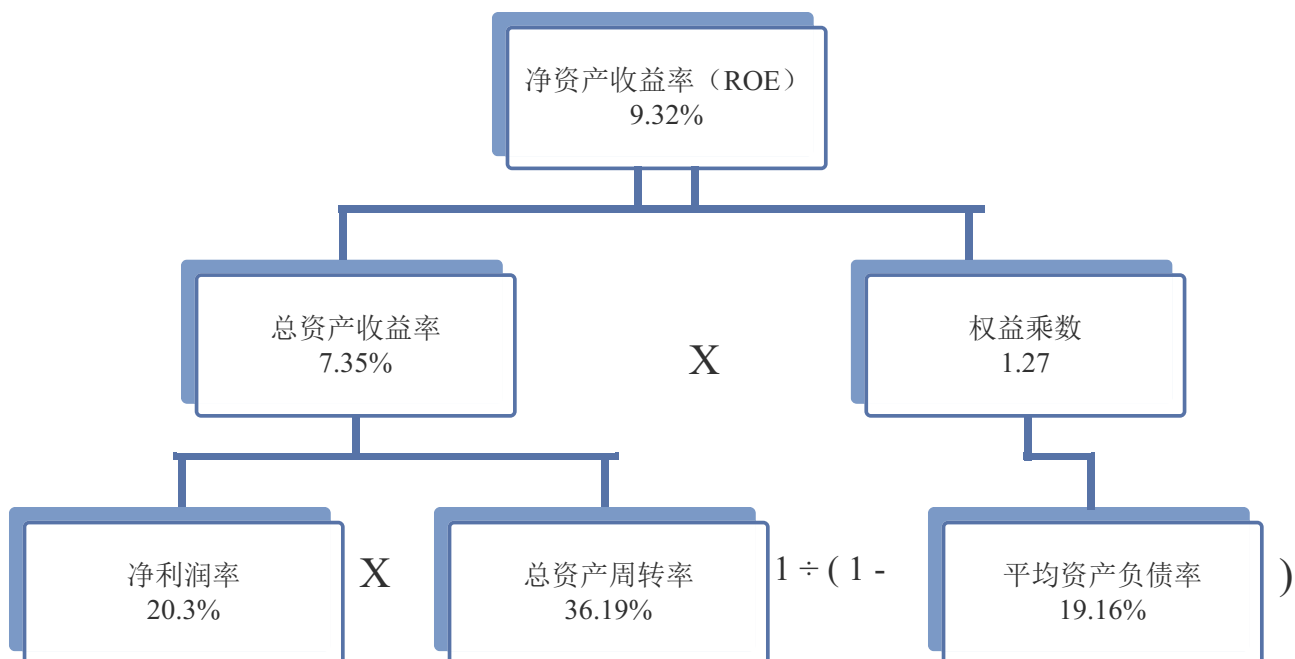 净资产收益率（ROE）
9.32%
总资产收益率
7.35%
X
权益乘数
1.27
净利润率
20.3%
X
总资产周转率
36.19%
1 ÷ ( 1 -
平均资产负债率
19.16%
)